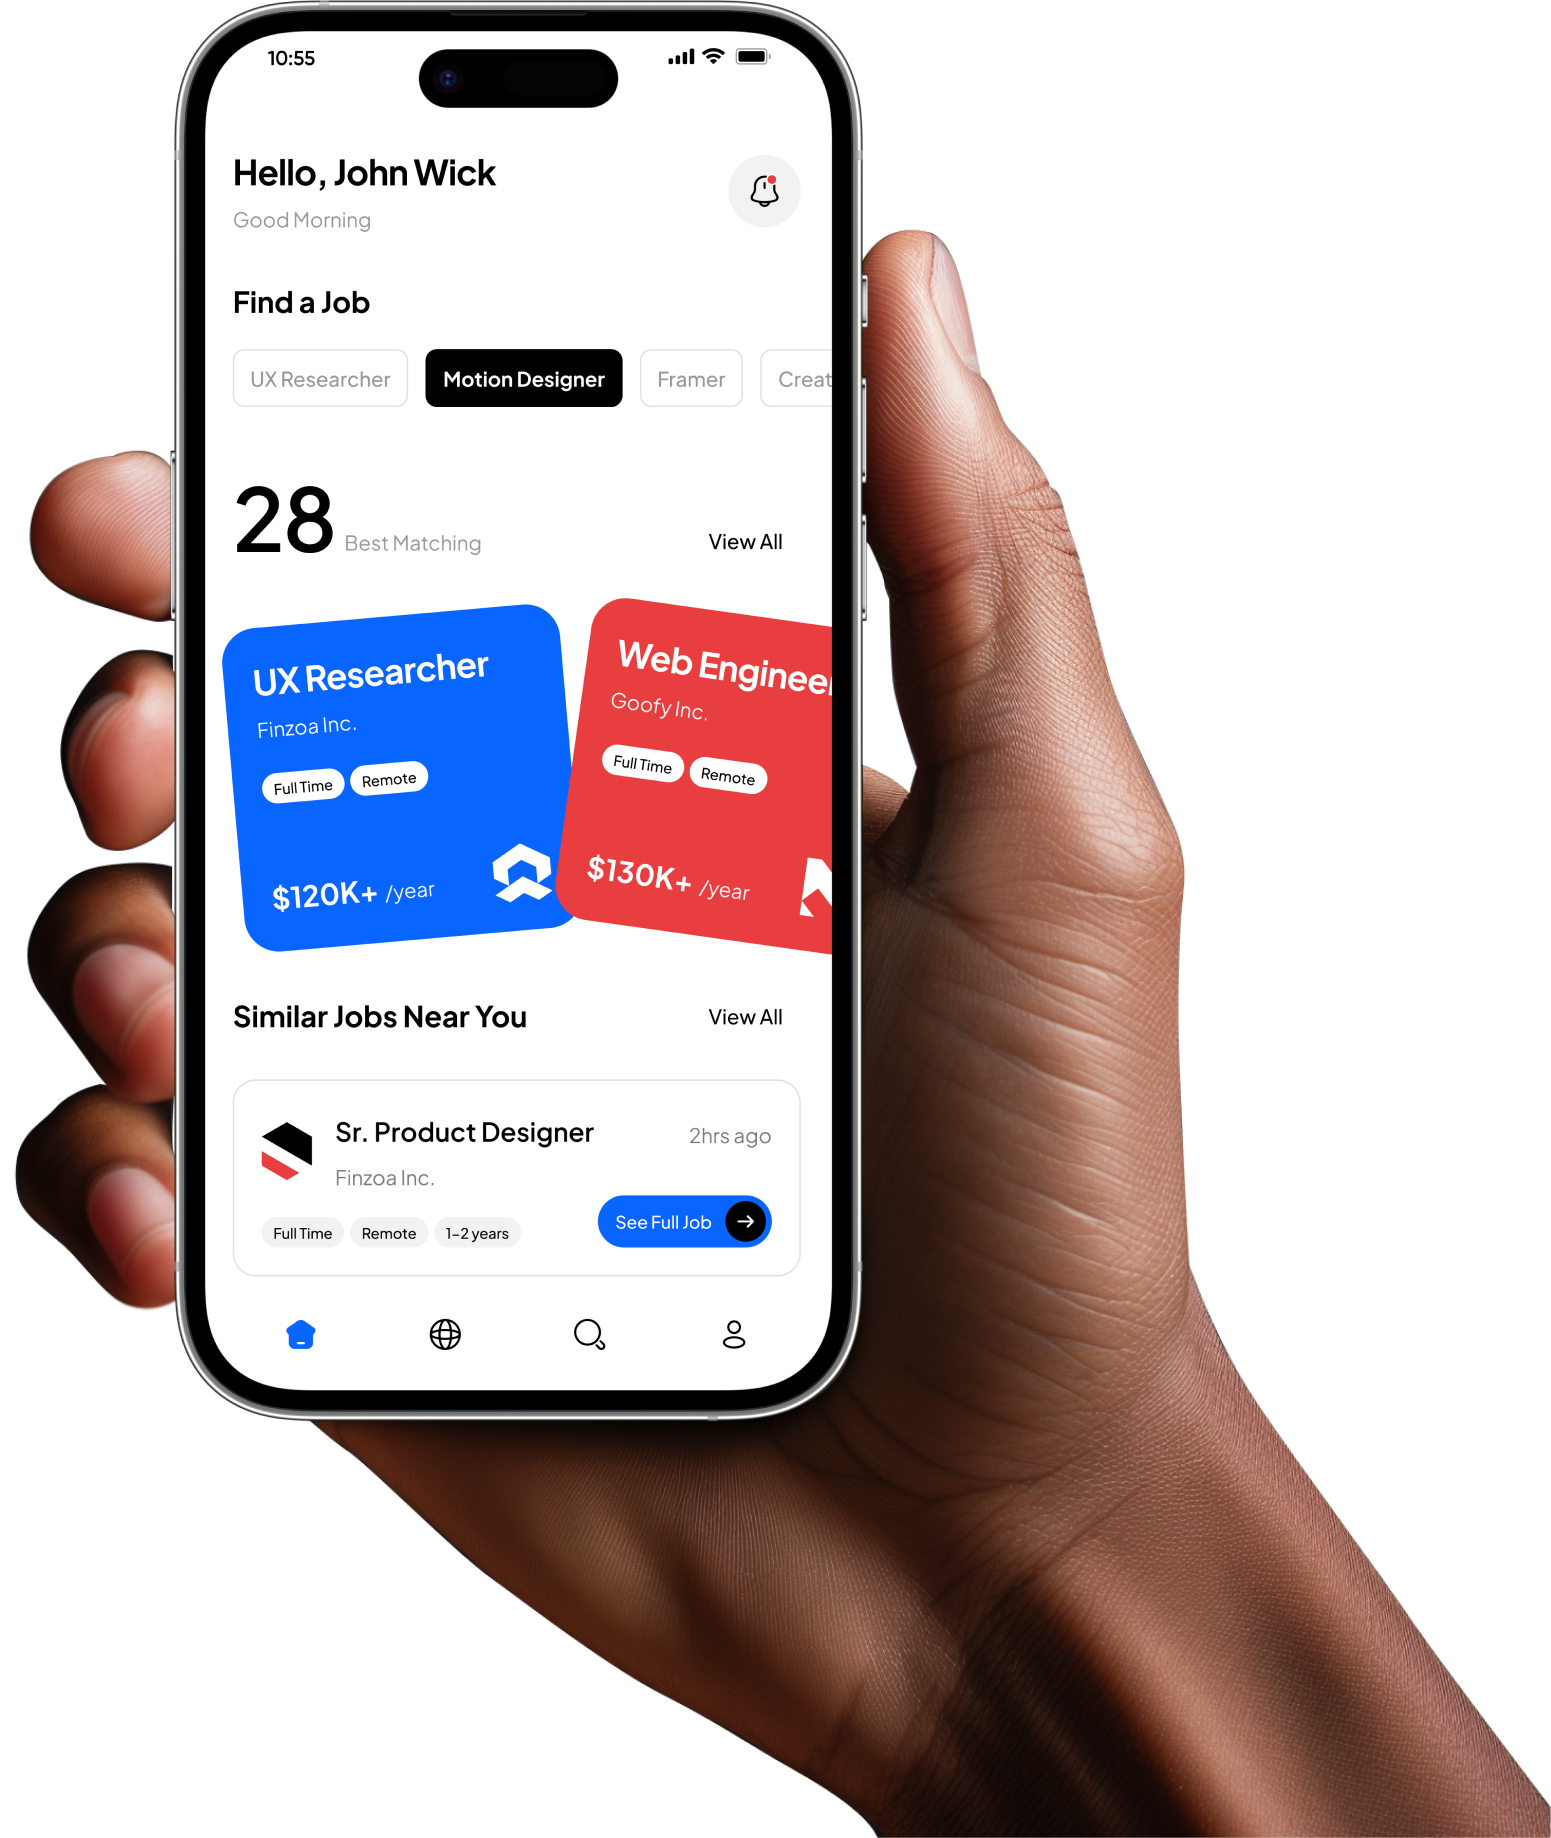 10:55
Hello, John Wick
Good Morning
Find a Job
UX Researcher Motion Designer Framer Creat
28 Best Matching View All
UX Researcher
Finzoa Inc.
Full Time Remote
$120K+ /year
Web Engineer
Goofy Inc.
Full Time Remote
$130K+ /year
Similar Jobs Near You View All
Sr. Product Designer 2hrs ago
Finzoa Inc.
See Full Job
Full Time Remote 1-2 years